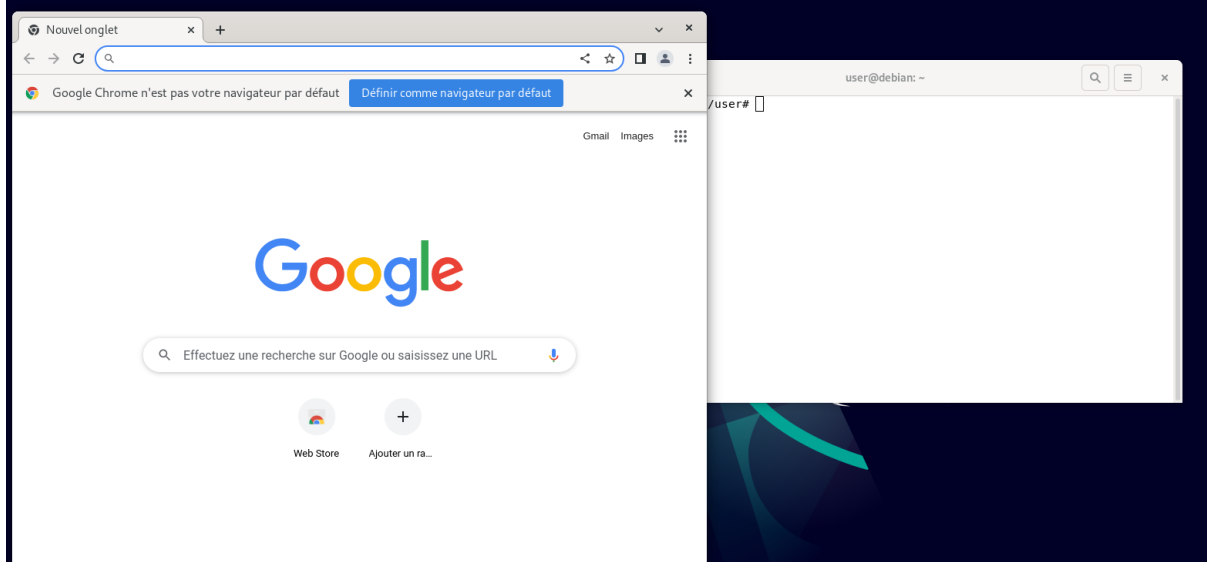 Nouvel onglet
user@debian: ~
Google Chrome n'est pas votre navigateur par défaut
Définir comme navigateur par défaut
/user#
Gmail Images
Google
Effectuez une recherche sur Google ou saisissez une URL
Web Store
Ajouter un ra...